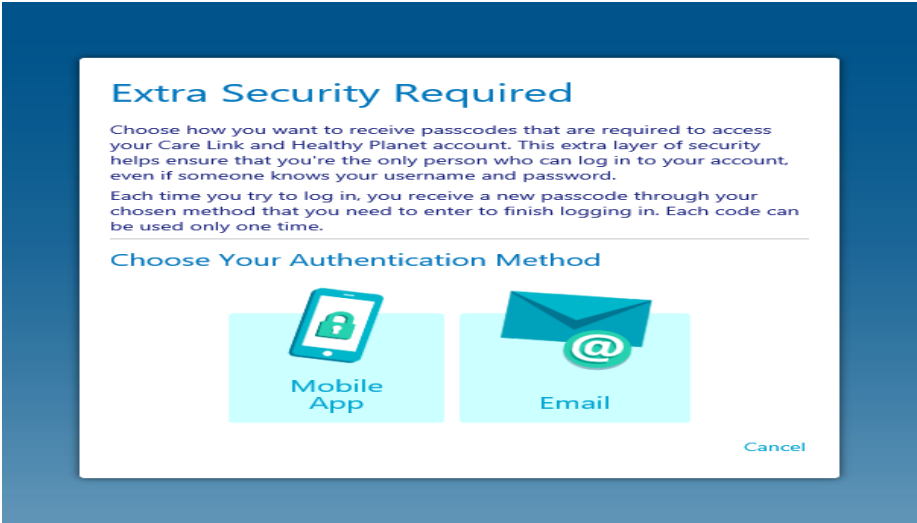 Extra Security Required
Choose how you want to receive passcodes that are required to access
your Care Link and Healthy Planet account. This extra layer of security
helps ensure that you're the only person who can log in to your account,
even if someone knows your username and password.
Each time you try to log in, you receive a new passcode through your
chosen method that you need to enter to finish logging in. Each code can
be used only one time.
Choose Your Authentication Method
@
Mobile
App
Email
Cancel